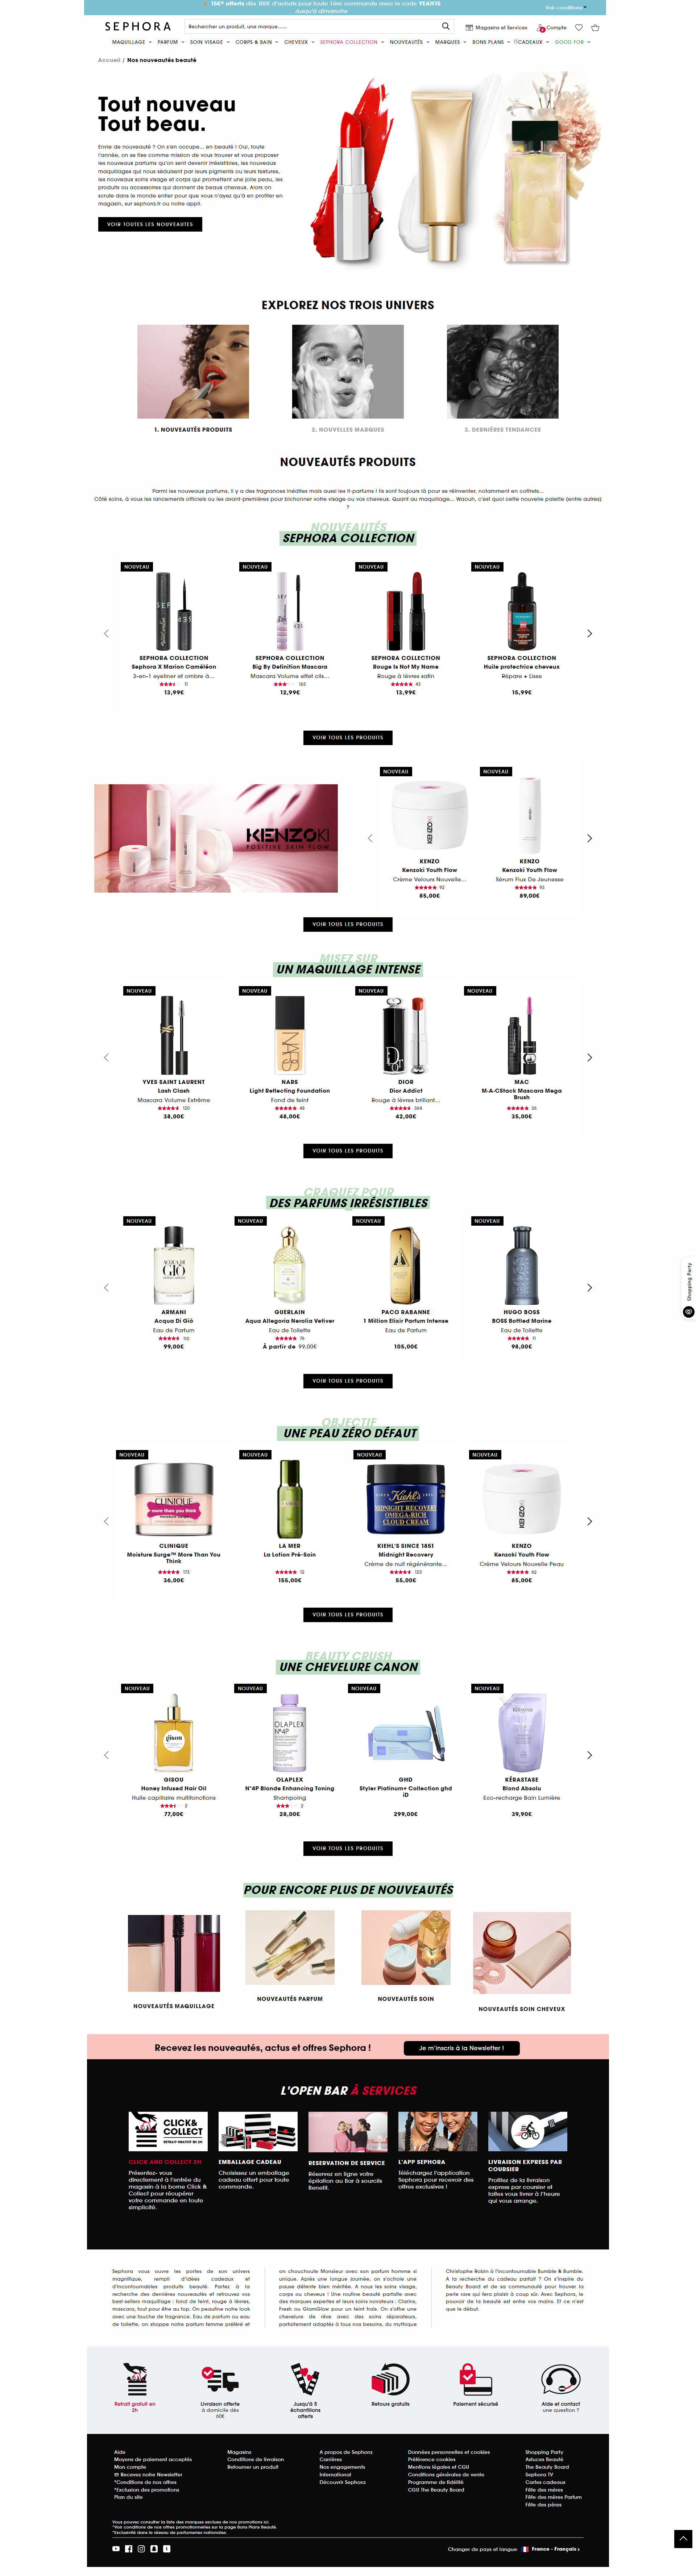 15€* offerts dès 88€ d'achats pour toute 1ère commande avec le code YEAH15
Jusqu'à dimanche
Voir conditions
SEPHORA
Rechercher un produit, une marque......
Magasins et Services
Compte
MAQUILLAGE PARFUM SOIN VISAGE CORPS & BAIN CHEVEUX SEPHORA COLLECTION NOUVEAUTÉS MARQUES BONS PLANS CADEAUX GOOD FOR
Accueil / Nos nouveautés beauté
Tout nouveau
Tout beau.
Envie de nouveauté ? On s'en occupe... en beauté ! Oui, toute
l'année, on se fixe comme mission de vous trouver et vous proposer
les nouveaux parfums qu'on sent devenir irrésistibles, les nouveaux
maquillages qui nous séduisent par leurs pigments ou leurs textures,
les nouveaux soins visage et corps qui promettent une jolie peau, les
produits ou accessoires qui donnent de beaux cheveux. Alors on
scrute dans le monde entier pour que vous n'ayez qu'à en profiter en
magasin, sur sephora.fr ou notre appli.
VOIR TOUTES LES NOUVEAUTES
EXPLOREZ NOS TROIS UNIVERS
1. NOUVEAUTÉS PRODUITS
2. NOUVELLES MARQUES
3. DERNIÈRES TENDANCES
NOUVEAUTÉS PRODUITS
Parmi les nouveaux parfums, il y a des fragrances inédites mais aussi les it-parfums ! Ils sont toujours là pour se réinventer, notamment en coffrets...
Côté soins, à vous les lancements officiels ou les avant-premières pour bichonner votre visage ou vos cheveux. Quant au maquillage... Waouh, c'est quoi cette nouvelle palette (entre autres)
?
NOUVEAUTÉS
SEPHORA COLLECTION
NOUVEAU NOUVEAU NOUVEAU NOUVEAU
SEPHORA COLLECTION SEPHORA COLLECTION SEPHORA COLLECTION SEPHORA COLLECTION
Sephora X Marion Caméléon Big By Definition Mascara Rouge Is Not My Name Huile protectrice cheveux
2-en-1 eyeliner et ombre à... Mascara Volume effet cils... Rouge à lèvres satin Répare + Lisse
11 163 43
13,99€ 12,99€ 13,99€ 15,99€
VOIR TOUS LES PRODUITS
KENZOKI
POSITIVE SKIN FLOW
NOUVEAU NOUVEAU
KENZO KENZO
Kenzoki Youth Flow Kenzoki Youth Flow
Crème Velours Nouvelle... Sérum Flux De Jeunesse
92 93
85,00€ 89,00€
VOIR TOUS LES PRODUITS
MISEZ SUR
UN MAQUILLAGE INTENSE
NOUVEAU NOUVEAU NOUVEAU NOUVEAU
NARS
YVES SAINT LAURENT NARS DIOR MAC
Lash Clash Light Reflecting Foundation Dior Addict M·A·CStack Mascara Mega
Brush
Mascara Volume Extrême Fond de teint Rouge à lèvres brillant...
120 48 364 36
38,00€ 48,00€ 42,00€ 35,00€
VOIR TOUS LES PRODUITS
CRAQUEZ POUR
DES PARFUMS IRRÉSISTIBLES
NOUVEAU NOUVEAU NOUVEAU NOUVEAU
ACQUA DI
GIÒ
ARMANI GUERLAIN PACO RABANNE HUGO BOSS
Acqua Di Giò Aqua Allegoria Nerolia Vetiver 1 Million Elixir Parfum Intense BOSS Bottled Marine
Eau de Parfum Eau de Toilette Eau de Parfum Eau de Toilette
110 76 11
99,00€ À partir de 99,00€ 105,00€ 98,00€
VOIR TOUS LES PRODUITS
OBJECTIF
UNE PEAU ZÉRO DÉFAUT
NOUVEAU NOUVEAU NOUVEAU NOUVEAU
CLINIQUE
more than you think
Kiehl's
MIDNIGHT RECOVERY
OMEGA-RICH
CLOUD CREAM
KENZOKI
CLINIQUE LA MER KIEHL'S SINCE 1851 KENZO
Moisture Surge™ More Than You
Think
La Lotion Pré-Soin Midnight Recovery Kenzoki Youth Flow
Crème de nuit régénérante... Crème Velours Nouvelle Peau
173 12 123 92
36,00€ 155,00€ 55,00€ 85,00€
VOIR TOUS LES PRODUITS
BEAUTY CRUSH
UNE CHEVELURE CANON
NOUVEAU NOUVEAU NOUVEAU NOUVEAU
gisou
OLAPLEX
Nº4P
GISOU OLAPLEX GHD KÉRASTASE
Honey Infused Hair Oil N°4P Blonde Enhancing Toning Styler Platinum+ Collection ghd
iD
Blond Absolu
Huile capillaire multifonctions Shampoing Eco-recharge Bain Lumière
2 2
77,00€ 28,00€ 299,00€ 39,90€
VOIR TOUS LES PRODUITS
POUR ENCORE PLUS DE NOUVEAUTÉS
NOUVEAUTÉS MAQUILLAGE
NOUVEAUTÉS PARFUM
NOUVEAUTÉS SOIN
NOUVEAUTÉS SOIN CHEVEUX
Shopping Party
Recevez les nouveautés, actus et offres Sephora !
Je m'inscris à la Newsletter !
L'OPEN BAR À SERVICES
CLICK&
COLLECT
RETRAIT GRATUIT EN 2H
CLICK AND COLLECT 2H
Présentez- vous
directement à l'entrée du
magasin à la borne Click &
Collect pour récupérer
votre commande en toute
simplicité.
EMBALLAGE CADEAU
Choisissez un emballage
cadeau offert pour toute
commande.
RESERVATION DE SERVICE
Réservez en ligne votre
épilation au Bar à sourcils
Benefit.
L'APP SEPHORA
Téléchargez l'application
Sephora pour recevoir des
offres exclusives !
LIVRAISON EXPRESS PAR
COURSIER
Profitez de la livraison
express par coursier et
faites vous livrer à l'heure
qui vous arrange.
Sephora vous ouvre les portes de son univers
magnifique, rempli d'idées cadeaux et
d'incontournables produits beauté. Partez à la
recherche des dernières nouveautés et retrouvez vos
best-sellers maquillage : fond de teint, rouge à lèvres,
mascara, tout pour être au top. On peaufine notre look
avec une touche de fragrance. Eau de parfum ou eau
de toilette, on shoppe notre parfum femme préféré et
on chouchoute Monsieur avec son parfum homme si
unique. Après une longue journée, on s'octroie une
pause détente bien méritée. A nous les soins visage,
corps ou cheveux ! Une routine beauté parfaite avec
des marques expertes et leurs soins novateurs : Clarins,
Fresh ou GlamGlow pour un teint frais. On s'offre une
chevelure de rêve avec des soins réparateurs,
parfaitement adaptés à tous nos besoins, du mythique
Christophe Robin à l'incontournable Bumble & Bumble.
A la recherche du cadeau parfait ? On s'inspire du
Beauty Board et de sa communauté pour trouver la
perle rare qui fera plaisir à coup sûr. Avec Sephora, le
pouvoir de la beauté est entre vos mains. Et ce n'est
que le début.
Retrait gratuit en
2h
Livraison offerte
à domicile dès
60€
Jusqu'à 5
échantillons
offerts
Retours gratuits
Paiement sécurisé
Aide et contact
une question ?
Aide
Moyens de paiement acceptés
Mon compte
Recevez notre Newsletter
*Conditions de nos offres
*Exclusion des promotions
Plan du site
Magasins
Conditions de livraison
Retourner un produit
A propos de Sephora
Carrières
Nos engagements
International
Découvrir Sephora
Données personnelles et cookies
Préférence cookies
Mentions légales et CGU
Conditions générales de vente
Programme de fidélité
CGU The Beauty Board
Shopping Party
Astuces Beauté
The Beauty Board
Sephora TV
Cartes cadeaux
Fête des mères
Fête des mères Parfum
Fête des pères
Vous pouvez consulter la liste des marques exclues de nos promotions ici.
*Voir conditions de nos offres promotionnelles sur la page Bons Plans Beauté.
*Exclusivité dans le réseau de parfumeries nationales.
Changer de pays et langue France - Français >